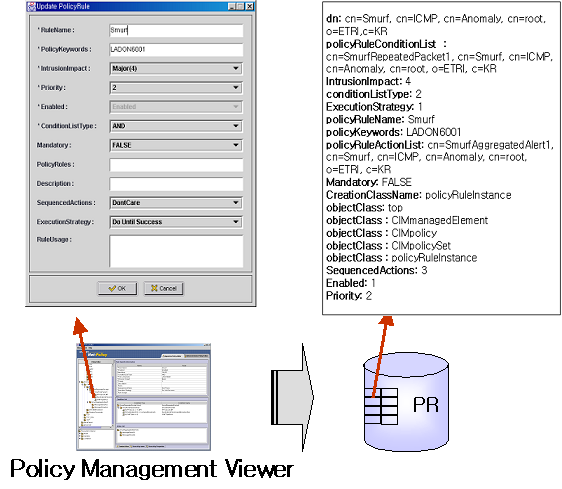 Update PolicyRule
* RuleName :
Smurf
* PolicyKeywords :
LADON6001
* IntrusionImpact :
Major(4)
* Priority :
2
* Enabled :
Enabled
* ConditionListType :
AND
Mandatory :
FALSE
PolicyRoles :
Description :
SequencedActions :
DontCare
ExecutionStrategy :
Do Until Success
RuleUsage :
OK
Cancel
dn: cn=Smurf, cn=ICMP, cn=Anomaly, cn=root,
o=ETRI,c=KR
policyRuleConditionList :
cn=SmurfRepeatedPacket1, cn=Smurf, cn=ICMP,
cn=Anomaly, cn=root, o=ETRI, c=KR
IntrusionImpact: 4
conditionListType: 2
ExecutionStrategy: 1
policyRuleName: Smurf
policyKeywords: LADON6001
policyRuleActionList: cn=SmurfAggregatedAlert1,
cn=Smurf, cn=ICMP, cn=Anomaly, cn=root,
o=ETRI, c=KR
Mandatory: FALSE
CreationClassName: policyRuleInstance
objectClass: top
objectClass : CIMmanagedElement
objectClass : CIMpolicy
objectClass : CIMpolicySet
objectClass : policyRuleInstance
SequencedActions: 3
Enabled: 1
Priority: 2
PR
Policy Management Viewer